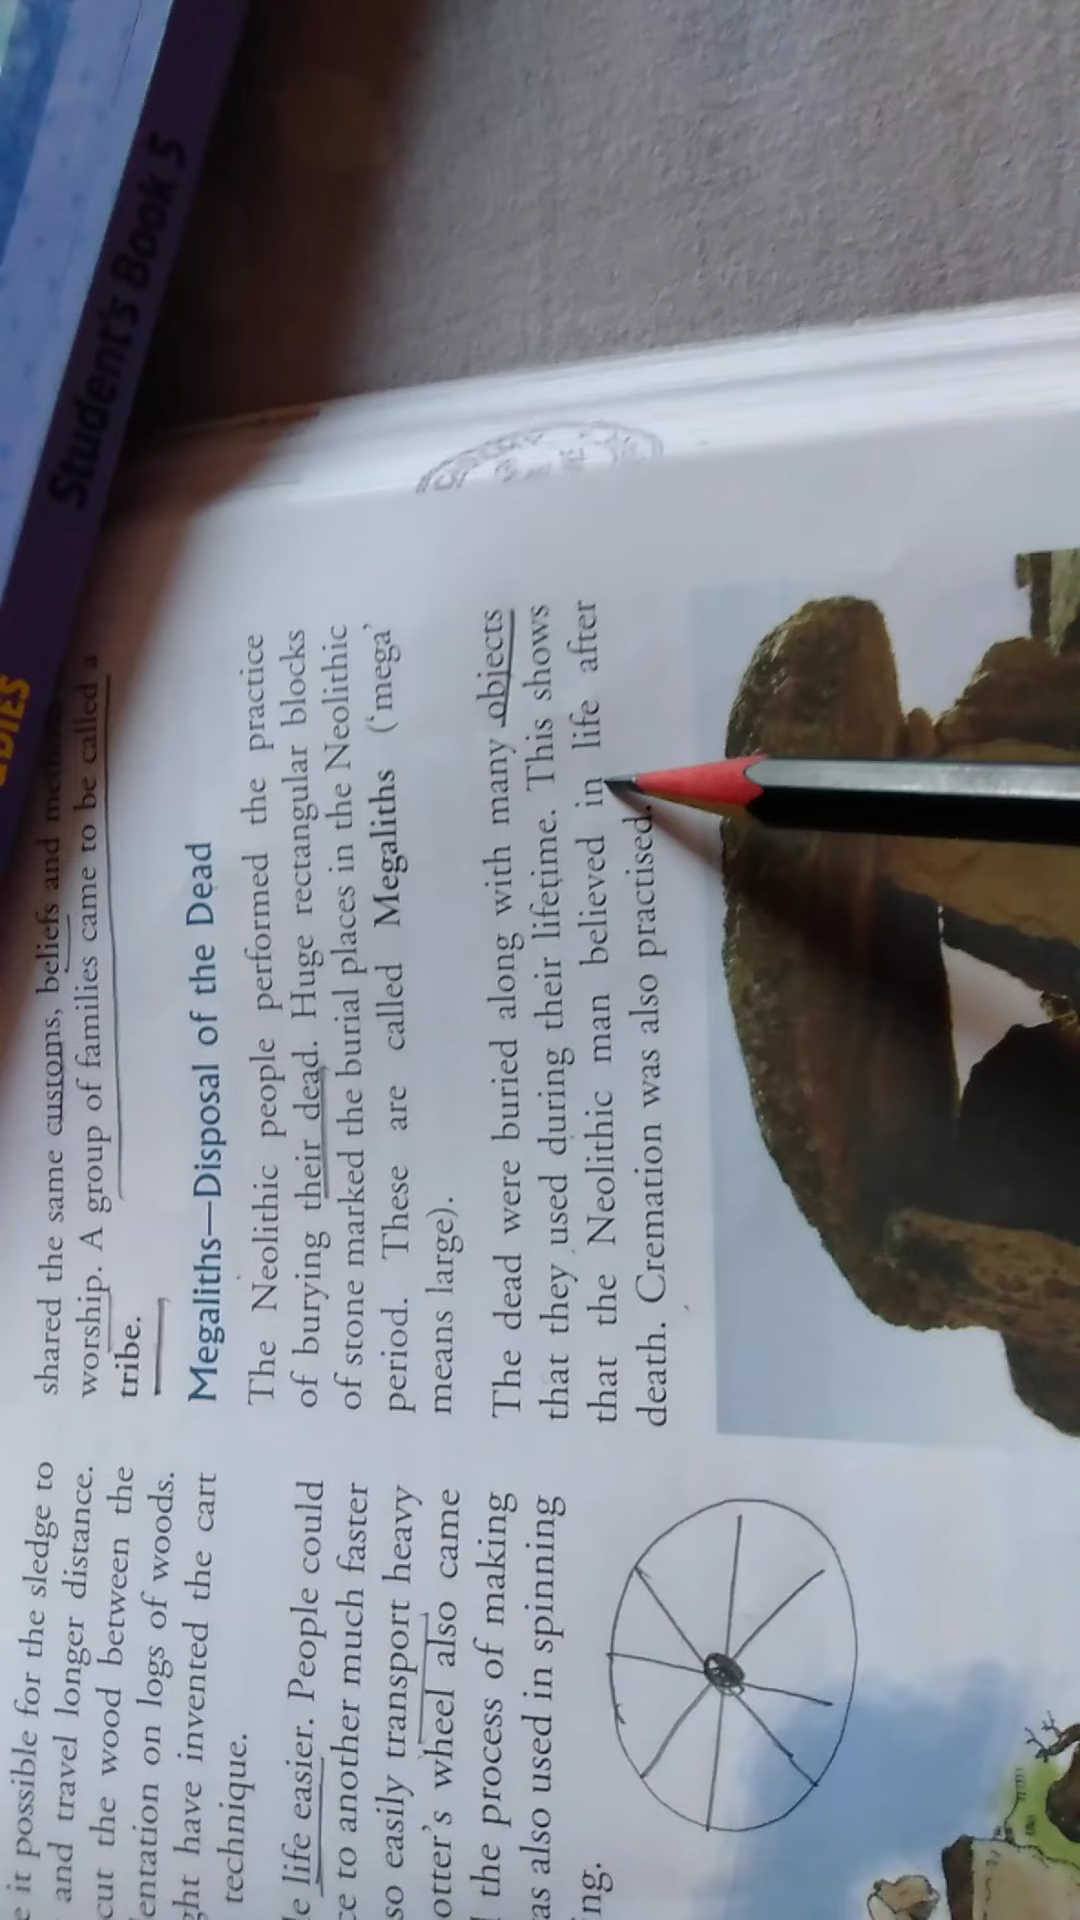 Student's Book 5
it possible for the sledge to
and travel longer distance.
cut the wood between the
entation on logs of woods.
ght have invented the cart
technique.
e life easier. People could
ce to another much faster
so easily transport heavy
otter's wheel also came
the process of making
as also used in spinning
ng.
shared the same customs, beliefs and
worship. A group of families came to be called a
tribe.
Megaliths—Disposal of the Dead
The Neolithic people performed the practice
of burying their dead. Huge rectangular blocks
of stone marked the burial places in the Neolithic
period. These are called Megaliths ('mega'
means large).
The dead were buried along with many objects
that they used during their lifetime. This shows
that the Neolithic man believed in life after
death. Cremation was also practised.